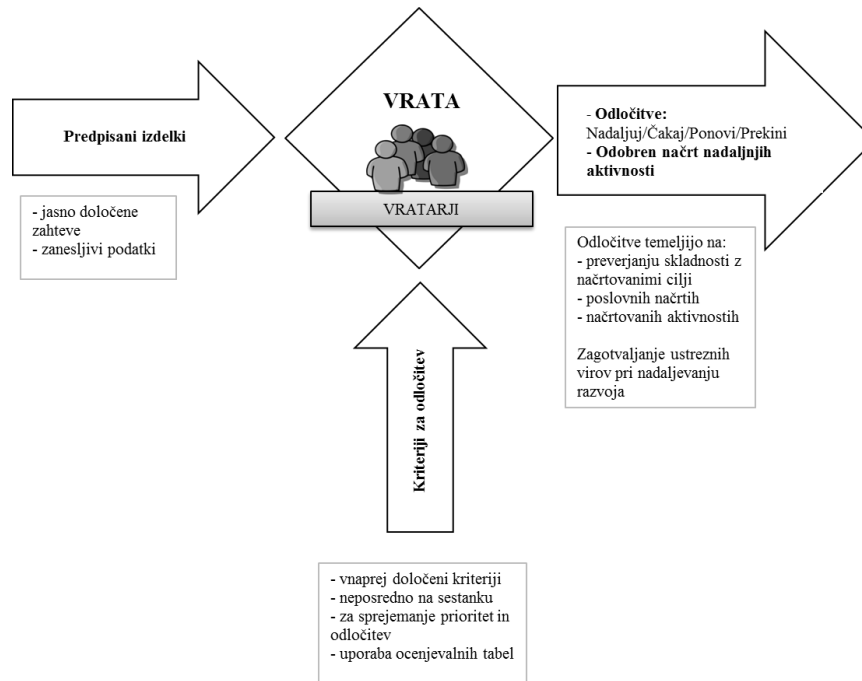 Predpisani izdelki
- jasno določene
zahteve
- zanesljivi podatki
VRATA
VRATARJI
- Odločitve:
Nadaljuj/Čakaj/Ponovi/Prekini
- Odobren načrt nadaljnjih
aktivnosti
Odločitve temeljijo na:
- preverjanju skladnosti z
načrtovanimi cilji
- poslovnih načrtih
- načrtovanih aktivnostih
Zagotvaljanje ustreznih
virov pri nadaljevanju
razvoja
Kriteriji za odločitev
- vnaprej določeni kriteriji
- neposredno na sestanku
- za sprejemanje prioritet in
odločitev
- uporaba ocenjevalnih tabel